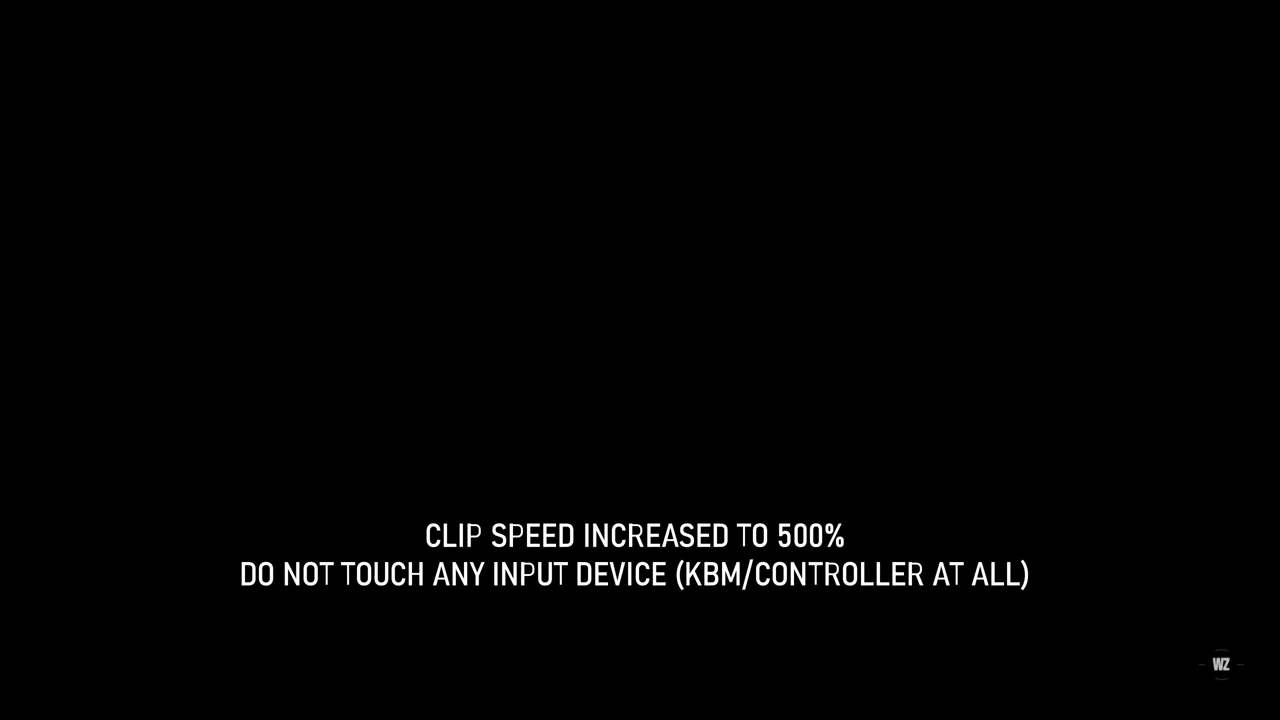 CLIP SPEED INCREASED TO 500%
DO NOT TOUCH ANY INPUT DEVICE (KBM/CONTROLLER AT ALL)
WZ